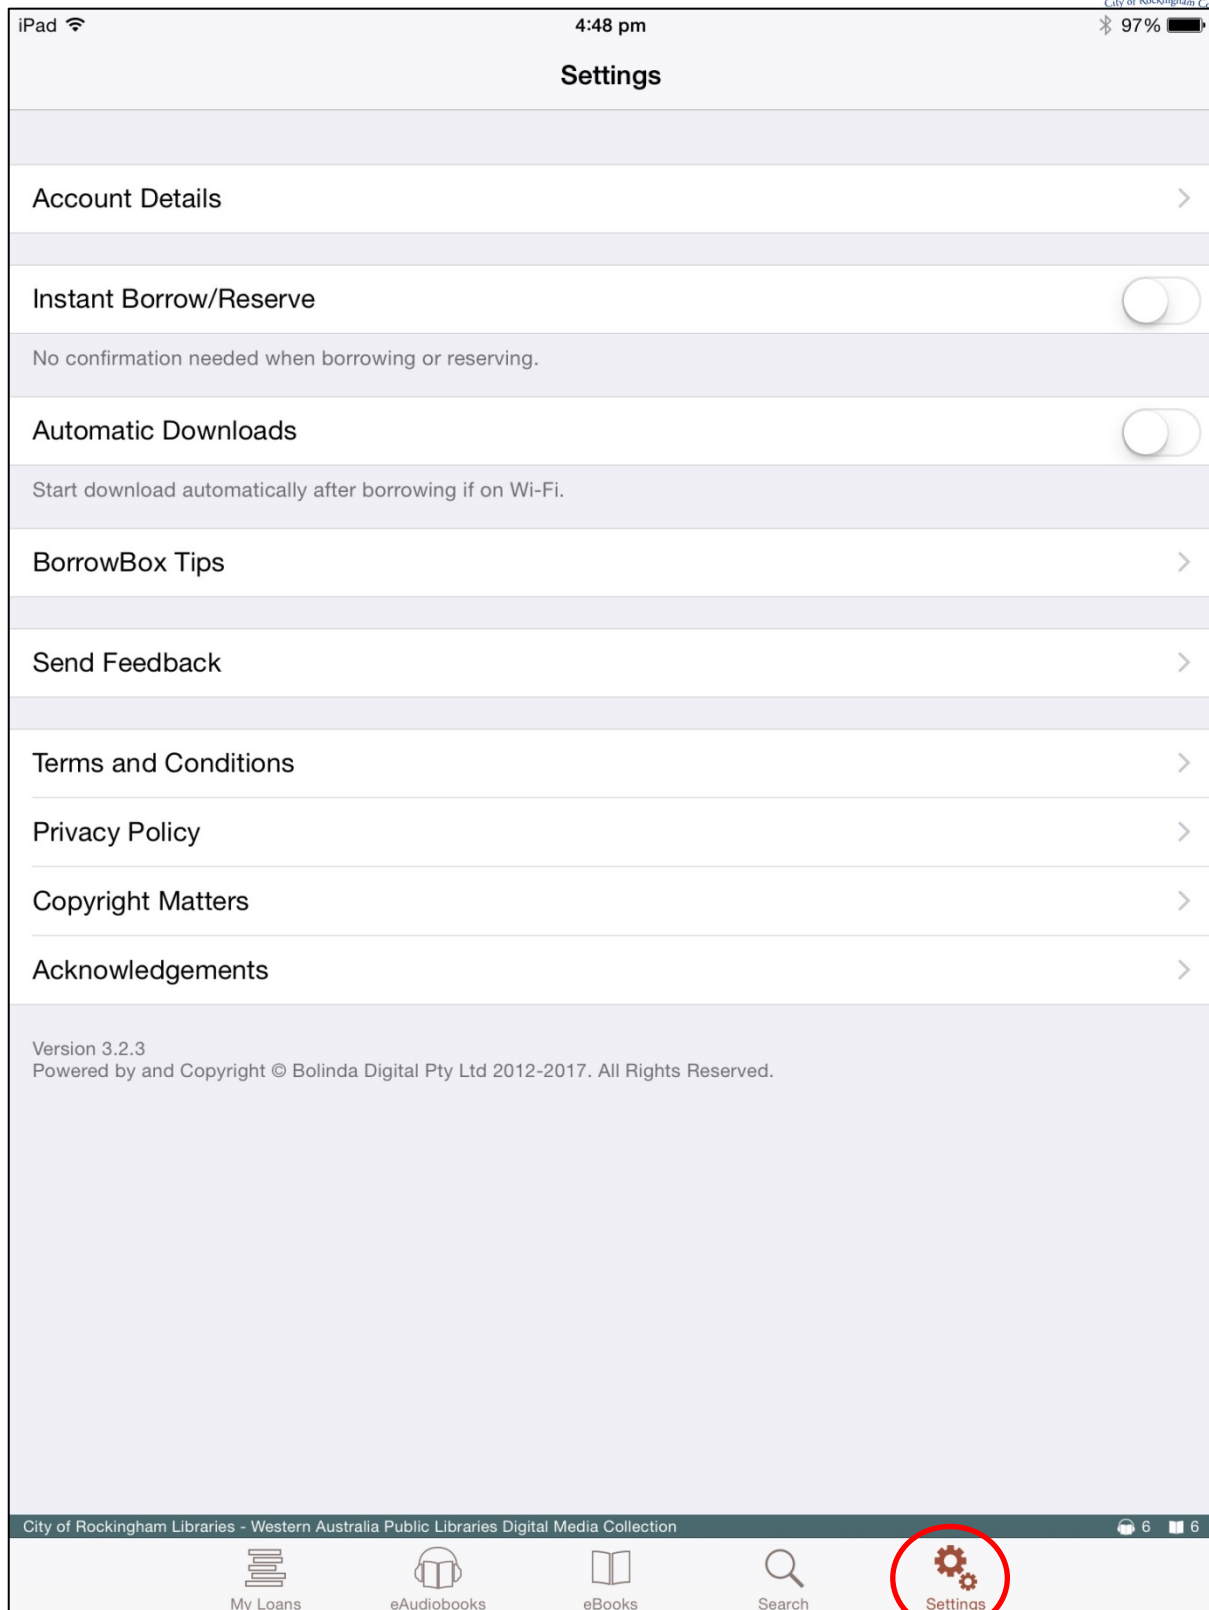 City of Rockingham
iPad
4:48 pm
97%
Settings
Account Details
Instant Borrow/Reserve
No confirmation needed when borrowing or reserving.
Automatic Downloads
Start download automatically after borrowing if on Wi-Fi.
BorrowBox Tips
Send Feedback
Terms and Conditions
Privacy Policy
Copyright Matters
Acknowledgements
Version 3.2.3
Powered by and Copyright © Bolinda Digital Pty Ltd 2012-2017. All Rights Reserved.
City of Rockingham Libraries - Western Australia Public Libraries Digital Media Collection
6 6
My Loans
eAudiobooks
eBooks
Search
Settings